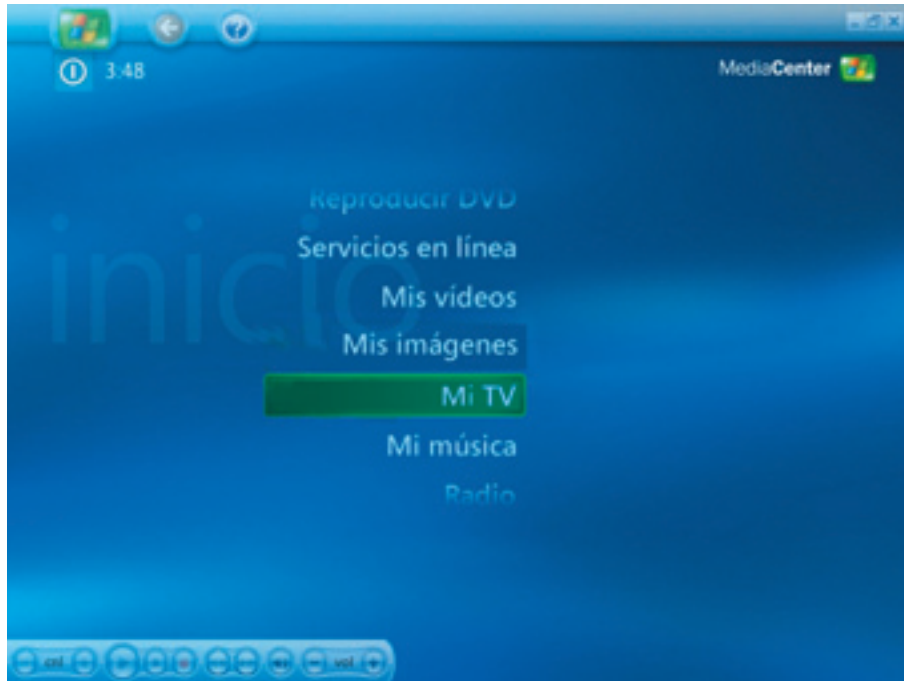 3:48
MediaCenter
inicio
Reproducir DVD
Servicios en línea
Mis vídeos
Mis imágenes
Mi TV
Mi música
Radio
cnl
vol